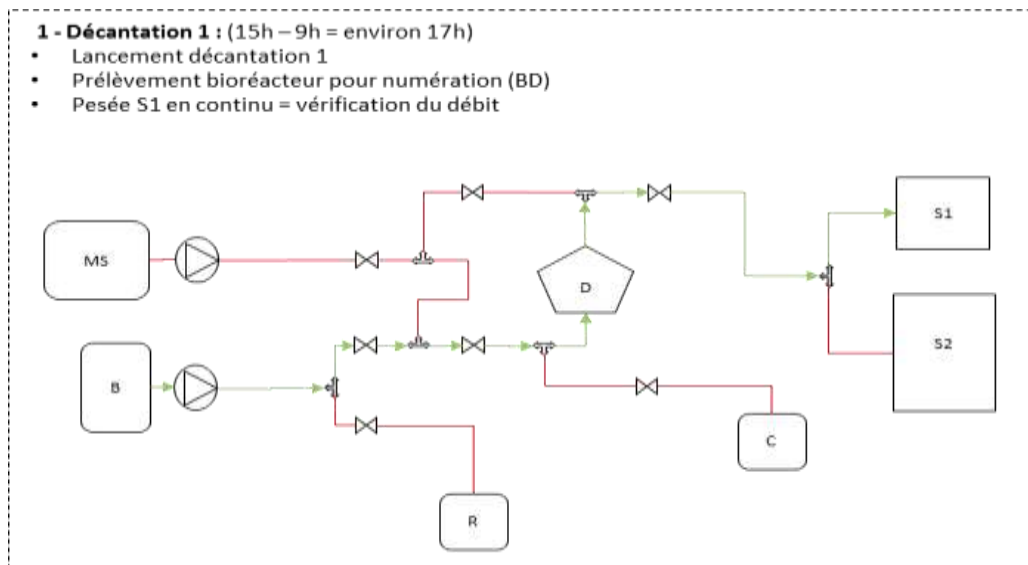 1 - Décantation 1 : (15h – 9h = environ 17h)
• Lancement décantation 1
• Prélèvement bioréacteur pour numération (BD)
• Pesée S1 en continu = vérification du débit
S1
MS
D
S2
B
C
R